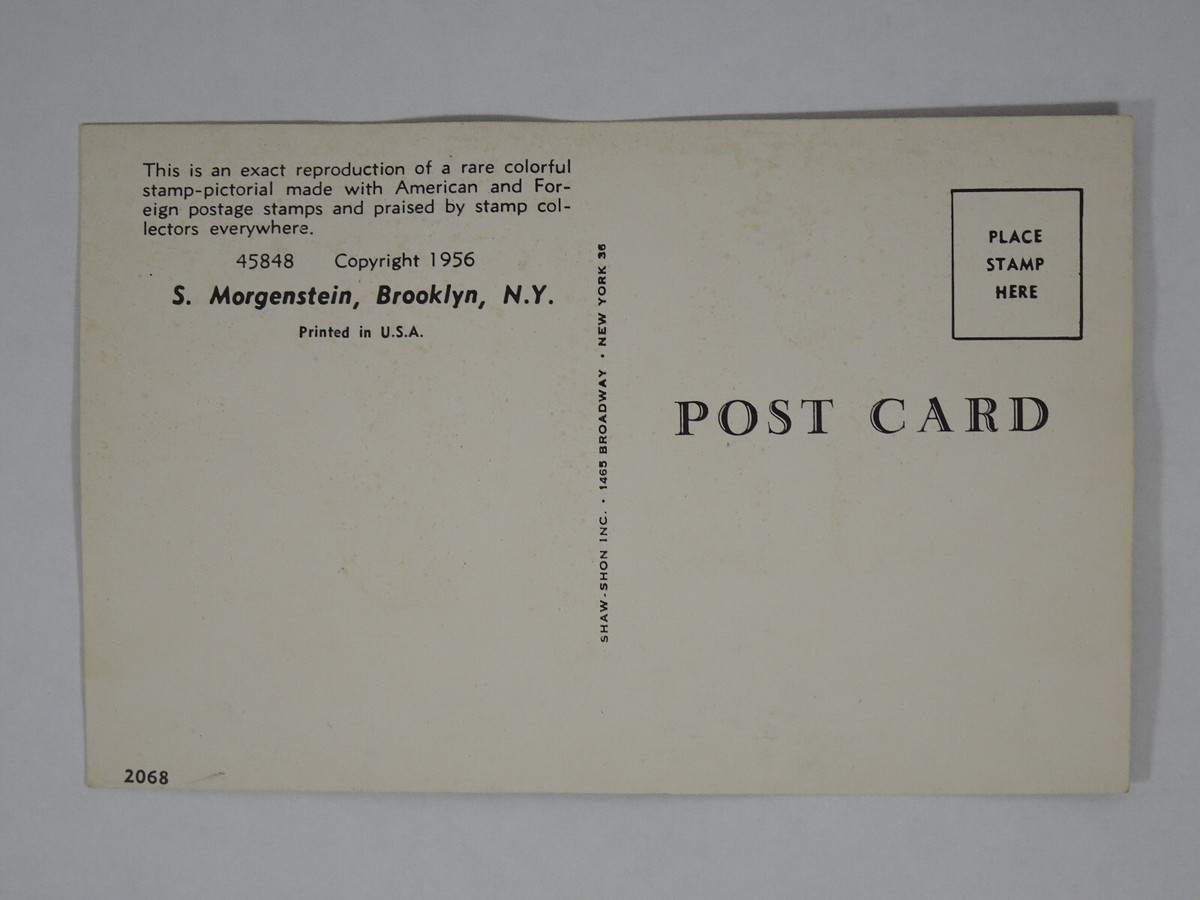 This is an exact reproduction of a rare colorful
stamp-pictorial made with American and For-
eign postage stamps and praised by stamp col-
lectors everywhere.
45848 Copyright 1956
S. Morgenstein, Brooklyn, N.Y.
Printed in U.S.A.
2068
SHAW-SHON INC. • 1465 BROADWAY • NEW YORK 36
PLACE
STAMP
HERE
POST CARD